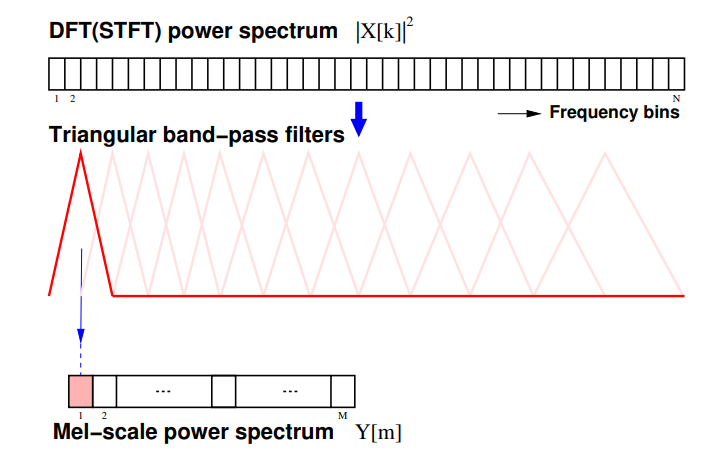 DFT(STFT) power spectrum |X[k]|²
1 2 N
Frequency bins
Triangular band−pass filters
... ...
1 2 M
Mel−scale power spectrum Y[m]